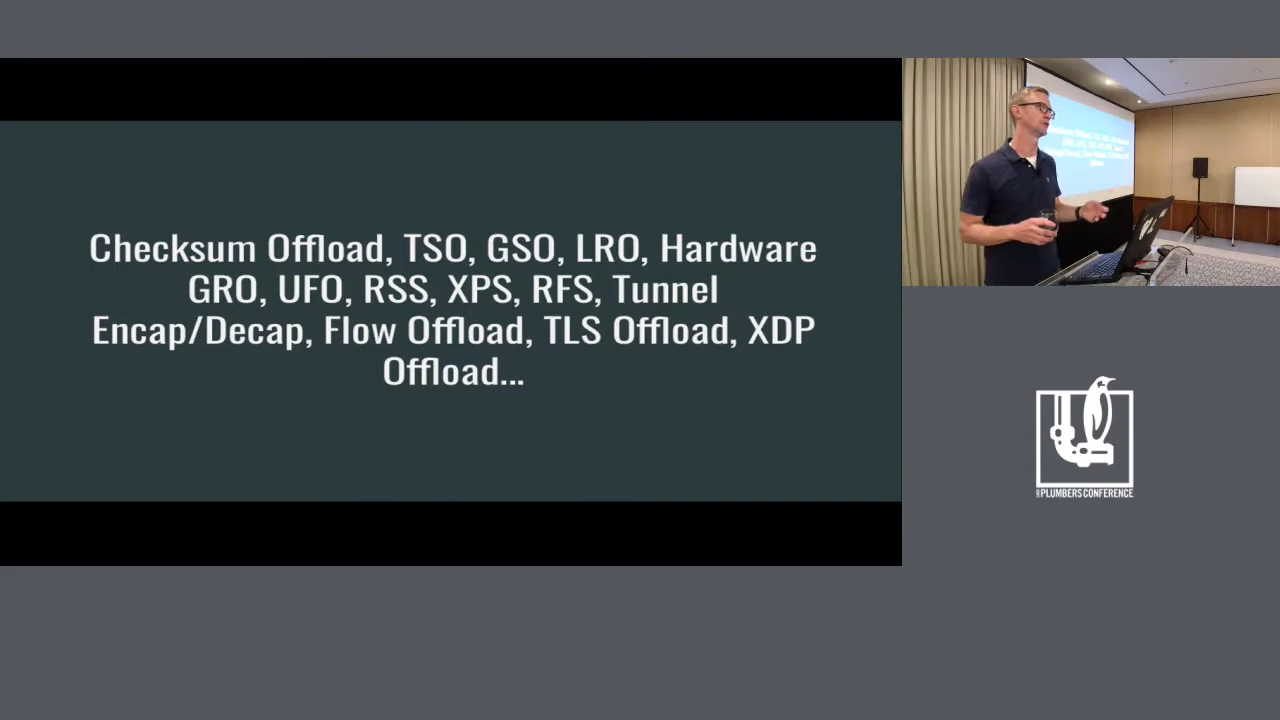 Checksum Offload, TSO, GSO, LRO, Hardware
GRO, UFO, RSS, XPS, RFS, Tunnel
Encap/Decap, Flow Offload, TLS Offload, XDP
Offload...
PLUMBERS CONFERENCE